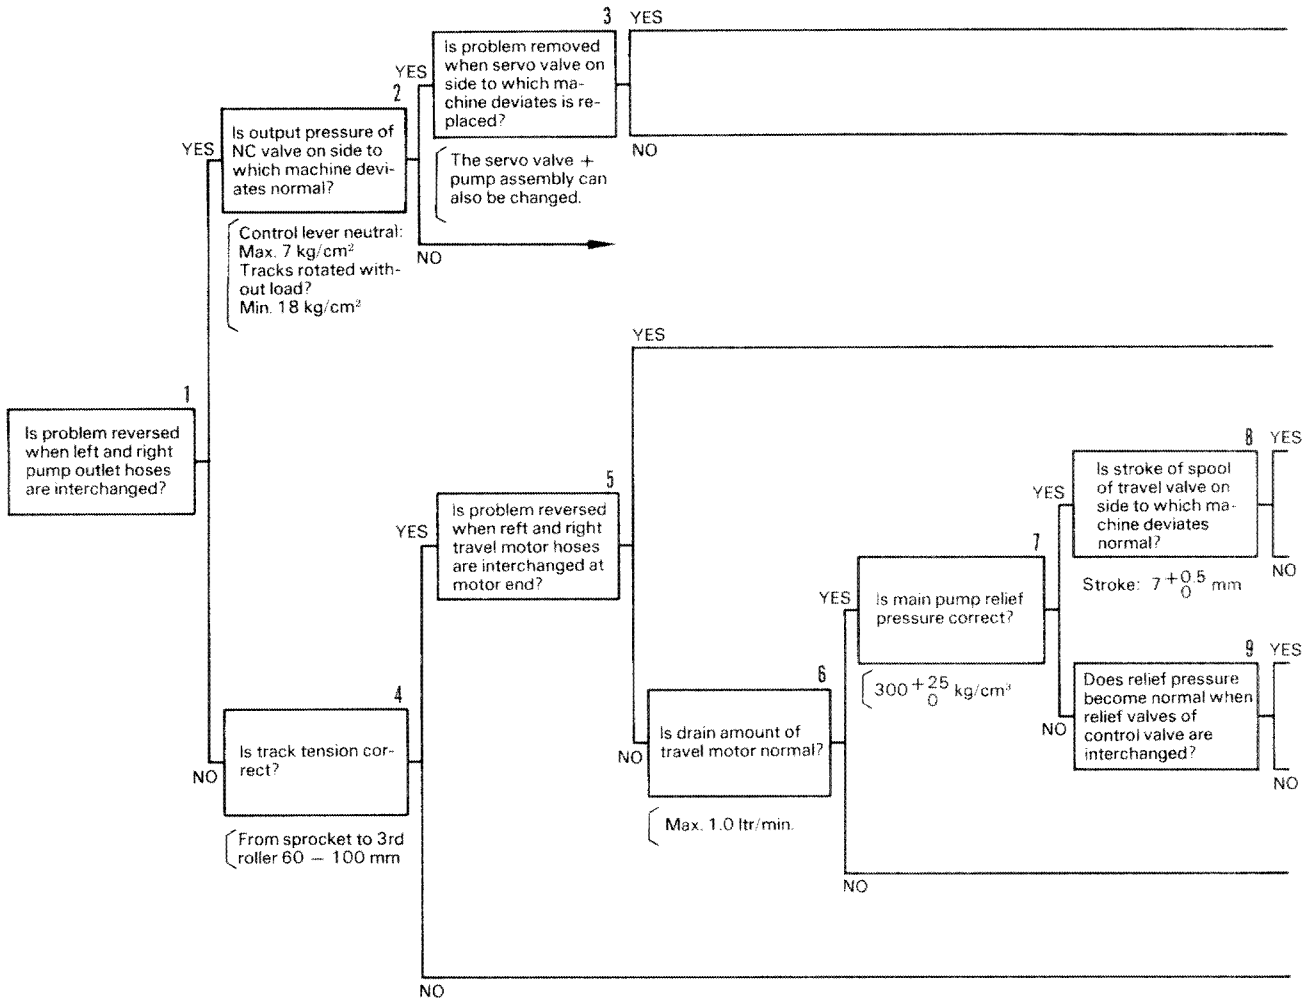 3
YES
Is problem removed
when servo valve on
side to which ma-
chine deviates is re-
placed?
NO
The servo valve +
pump assembly can
also be changed.
YES
2
Is output pressure of
NC valve on side to
which machine devi-
ates normal?
NO
Control lever neutral:
Max. 7 kg/cm²
Tracks rotated with-
out load?
Min. 18 kg/cm²
YES
1
Is problem reversed
when left and right
pump outlet hoses
are interchanged?
NO
4
Is track tension cor-
rect?
From sprocket to 3rd
roller 60 — 100 mm
NO
YES
5
Is problem reversed
when reft and right
travel motor hoses
are interchanged at
motor end?
YES
NO
6
Is drain amount of
travel motor normal?
Max. 1.0 ltr/min.
NO
YES
7
Is main pump relief
pressure correct?
300 +25 0 kg/cm³
YES
8
Is stroke of spool
of travel valve on
side to which ma-
chine deviates
normal?
YES
NO
Stroke: 7 +0.5 0 mm
NO
9
Does relief pressure
become normal when
relief valves of
control valve are
interchanged?
YES
NO